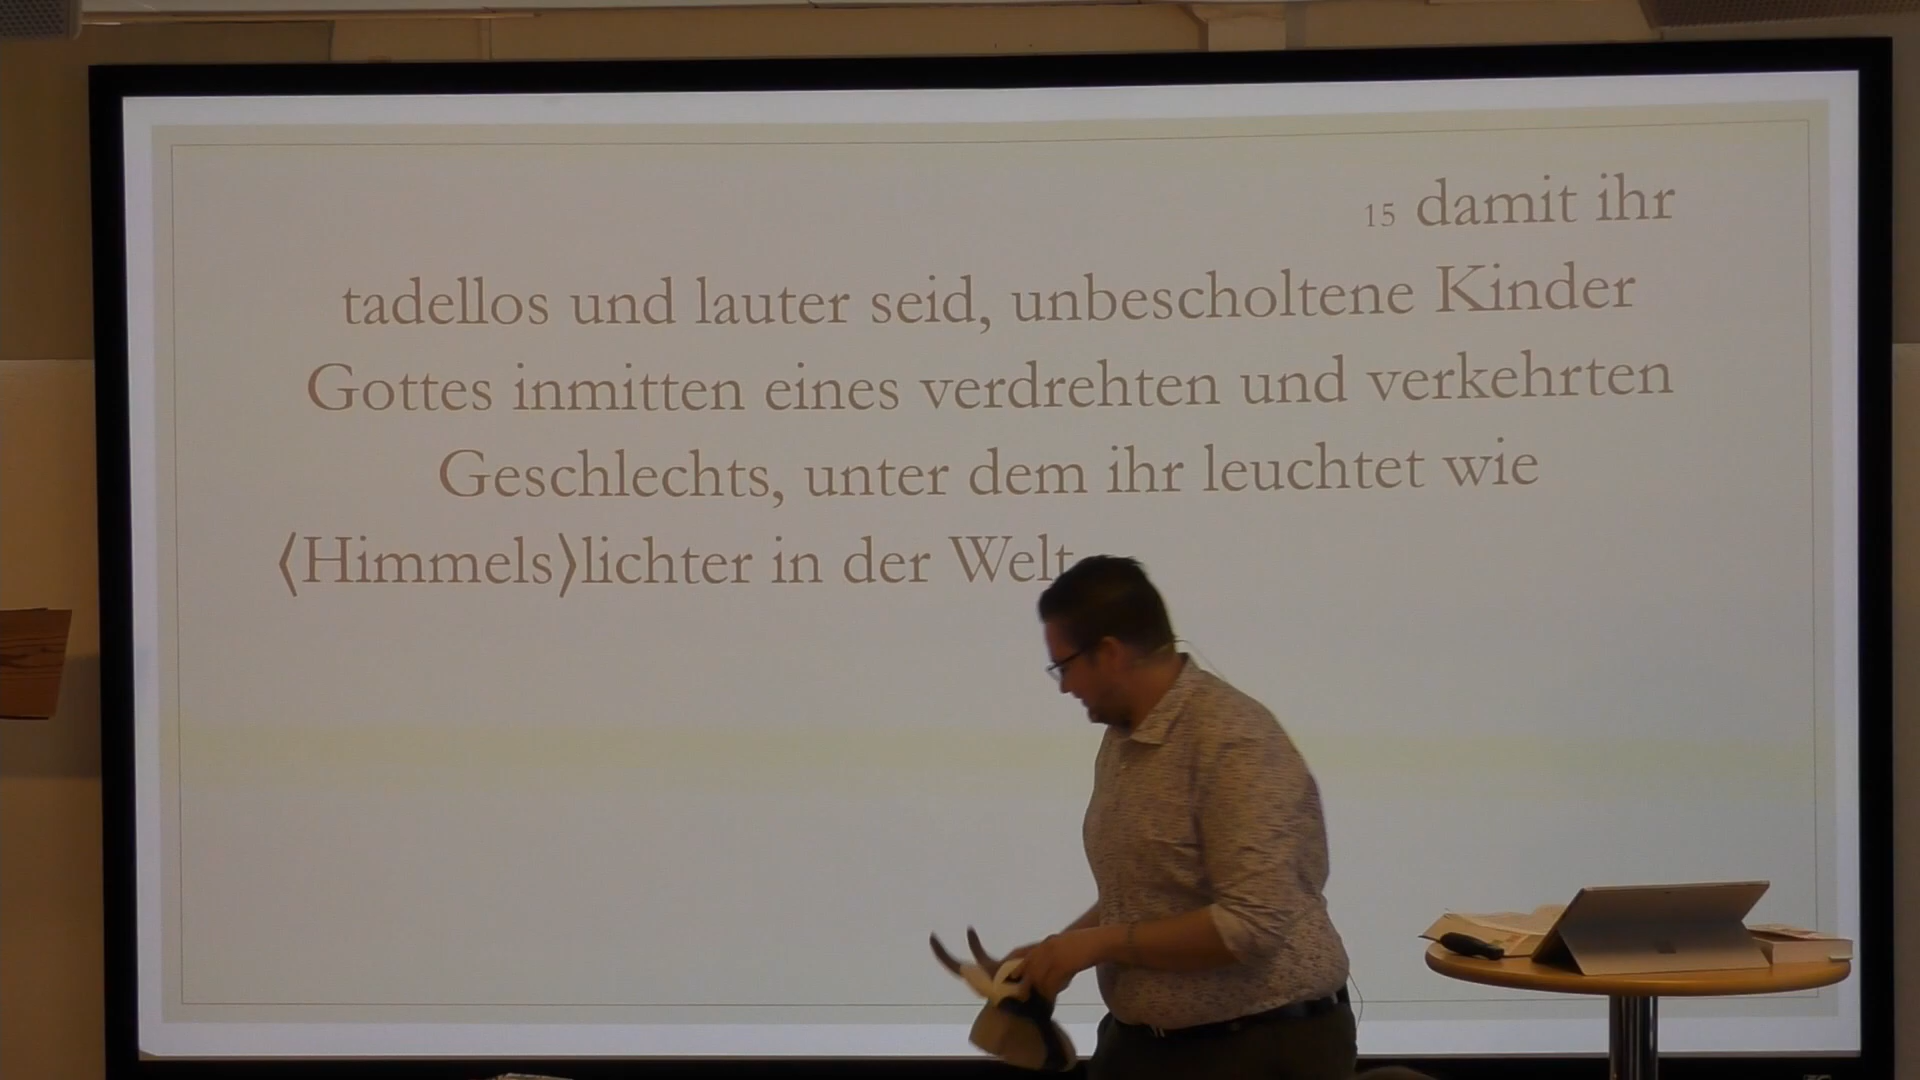 15 damit ihr
tadellos und lauter seid, unbescholtene Kinder
Gottes inmitten eines verdrehten und verkehrten
Geschlechts, unter dem ihr leuchtet wie
⟨Himmels⟩lichter in der Welt